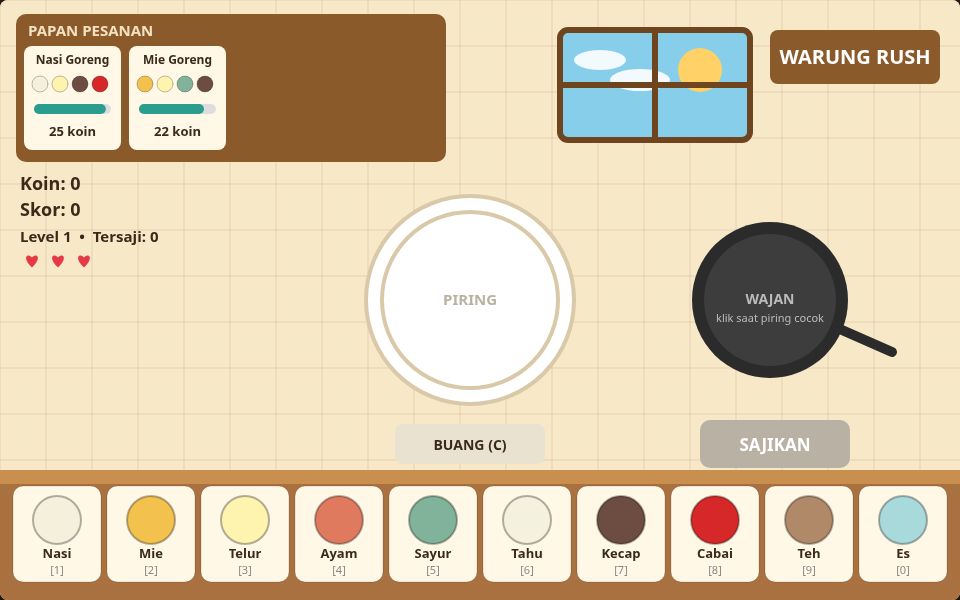 PAPAN PESANAN
Nasi Goreng
25 koin
Mie Goreng
22 koin
WARUNG RUSH
Koin: 0
Skor: 0
Level 1 • Tersaji: 0
PIRING
WAJAN
klik saat piring cocok
BUANG (C)
SAJIKAN
Nasi
[1]
Mie
[2]
Telur
[3]
Ayam
[4]
Sayur
[5]
Tahu
[6]
Kecap
[7]
Cabai
[8]
Teh
[9]
Es
[0]